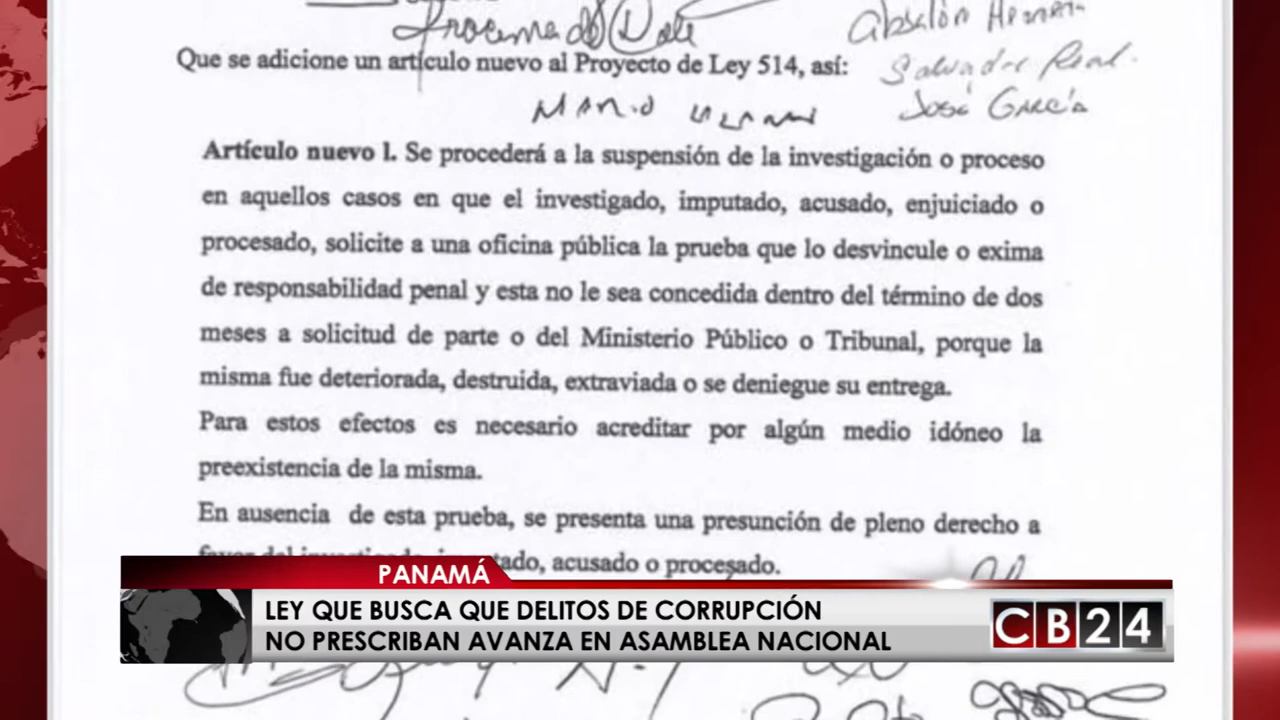 Absalón Herrera
Que se adicione un artículo nuevo al Proyecto de Ley 514, así:
Salvador Real.
MARIO
José García
Artículo nuevo 1. Se procederá a la suspensión de la investigación o proceso
en aquellos casos en que el investigado, imputado, acusado, enjuiciado o
procesado, solicite a una oficina pública la prueba que lo desvincule o exima
de responsabilidad penal y esta no le sea concedida dentro del término de dos
meses a solicitud de parte o del Ministerio Público o Tribunal, porque la
misma fue deteriorada, destruida, extraviada o se deniegue su entrega.
Para estos efectos es necesario acreditar por algún medio idóneo la
preexistencia de la misma.
En ausencia de esta prueba, se presenta una presunción de pleno derecho a
acusado o procesado.
PANAMÁ
LEY QUE BUSCA QUE DELITOS DE CORRUPCIÓN
NO PRESCRIBAN AVANZA EN ASAMBLEA NACIONAL
CB24